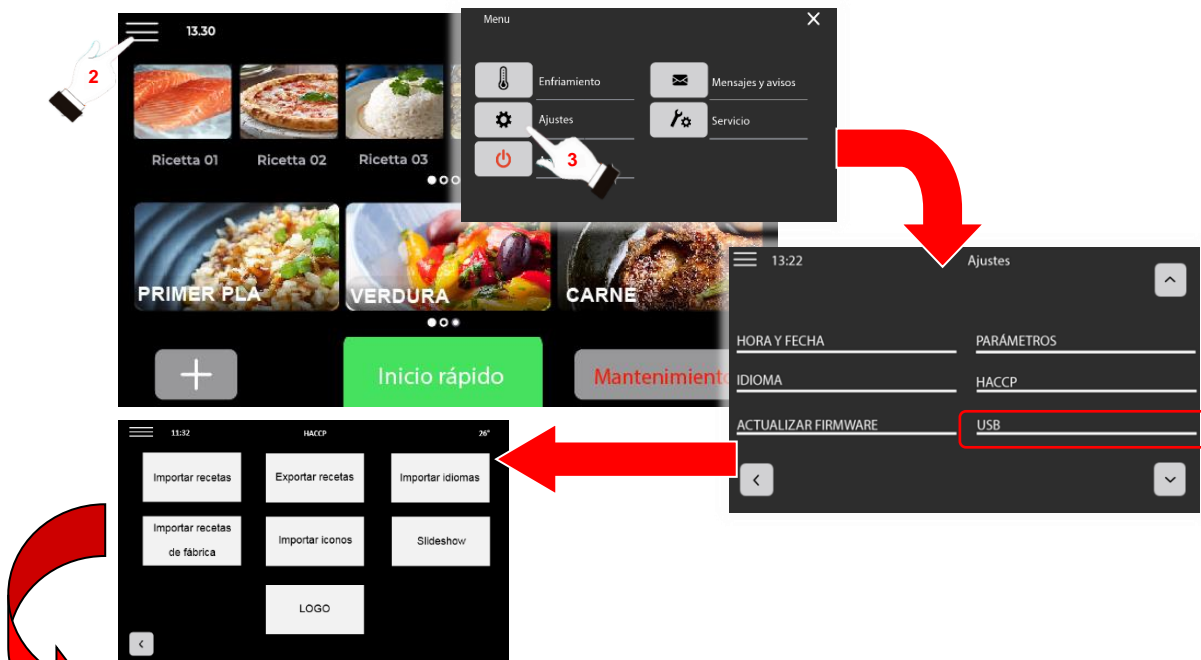 13.30
2
Ricetta 01
Ricetta 02
Ricetta 03
PRIMER PLA
VERDURA
CARNE
Inicio rápido
Mantenimiento
Menu
Enfriamiento
Mensajes y avisos
Ajustes
Servicio
3
13:22
Ajustes
HORA Y FECHA
PARÁMETROS
IDIOMA
HACCP
ACTUALIZAR FIRMWARE
USB
11:32
HACCP
26°
Importar recetas
Exportar recetas
Importar idiomas
Importar recetas
de fábrica
Importar iconos
Slideshow
LOGO